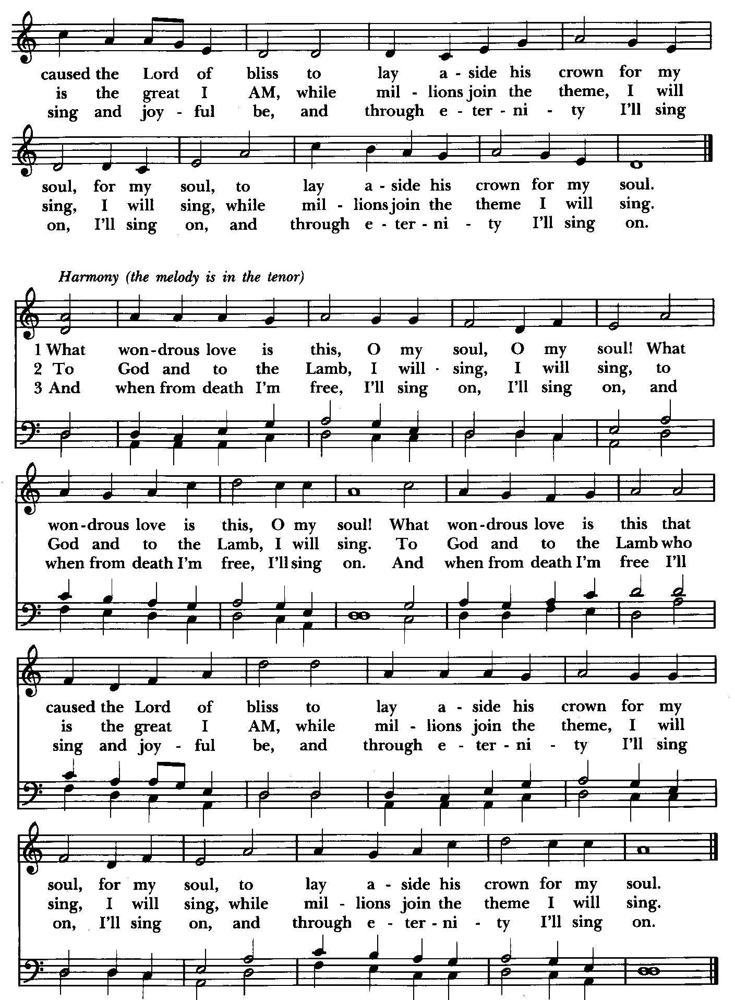 caused the Lord of bliss to lay a - side his crown for my
is the great I AM, while mil - lions join the theme, I will
sing and joy - ful be, and through e - ter - ni - ty I'll sing
soul, for my soul, to lay a - side his crown for my soul.
sing, I will sing, while mil - lions join the theme I will sing.
on, I'll sing on, and through e - ter - ni - ty I'll sing on.
Harmony (the melody is in the tenor)
1 What won - drous love is this, O my soul, O my soul! What
2 To God and to the Lamb, I will sing, I will sing, to
3 And when from death I'm free, I'll sing on, I'll sing on, and
won - drous love is this, O my soul! What won - drous love is this that
God and to the Lamb, I will sing. To God and to the Lamb who
when from death I'm free, I'll sing on. And when from death I'm free I'll
caused the Lord of bliss to lay a - side his crown for my
is the great I AM, while mil - lions join the theme, I will
sing and joy - ful be, and through e - ter - ni - ty I'll sing
soul, for my soul, to lay a - side his crown for my soul.
sing, I will sing, while mil - lions join the theme I will sing.
on, I'll sing on, and through e - ter - ni - ty I'll sing on.